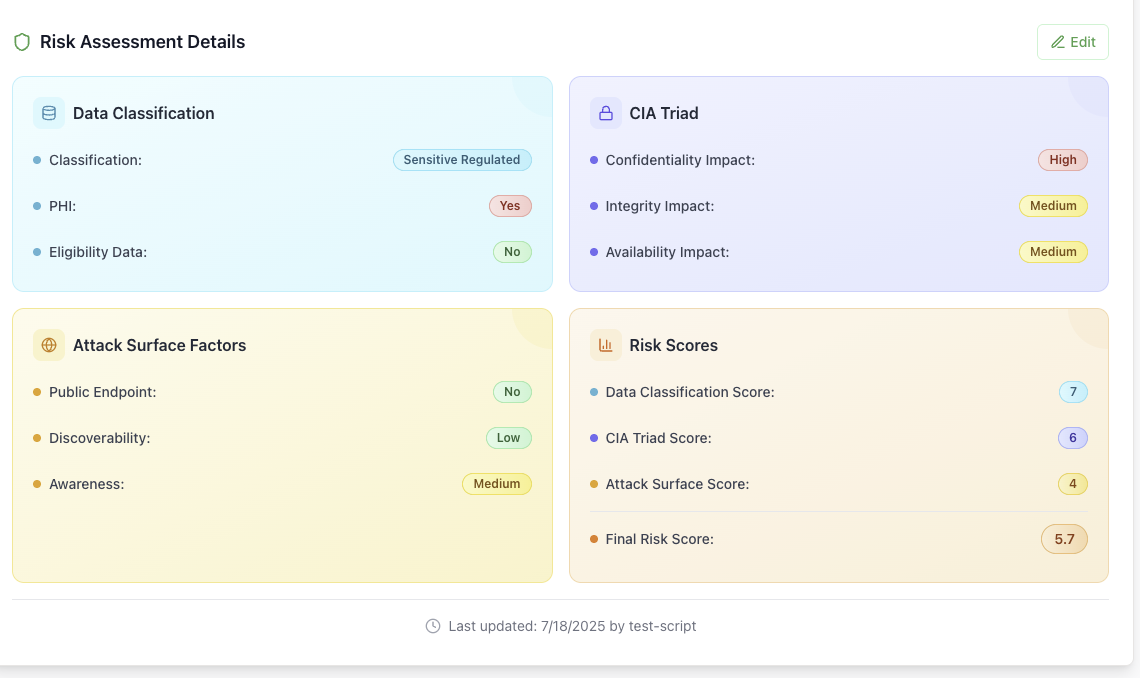 Risk Assessment Details
Edit
Data Classification
Classification: Sensitive Regulated
PHI: Yes
Eligibility Data: No
CIA Triad
Confidentiality Impact: High
Integrity Impact: Medium
Availability Impact: Medium
Attack Surface Factors
Public Endpoint: No
Discoverability: Low
Awareness: Medium
Risk Scores
Data Classification Score: 7
CIA Triad Score: 6
Attack Surface Score: 4
Final Risk Score: 5.7
Last updated: 7/18/2025 by test-script